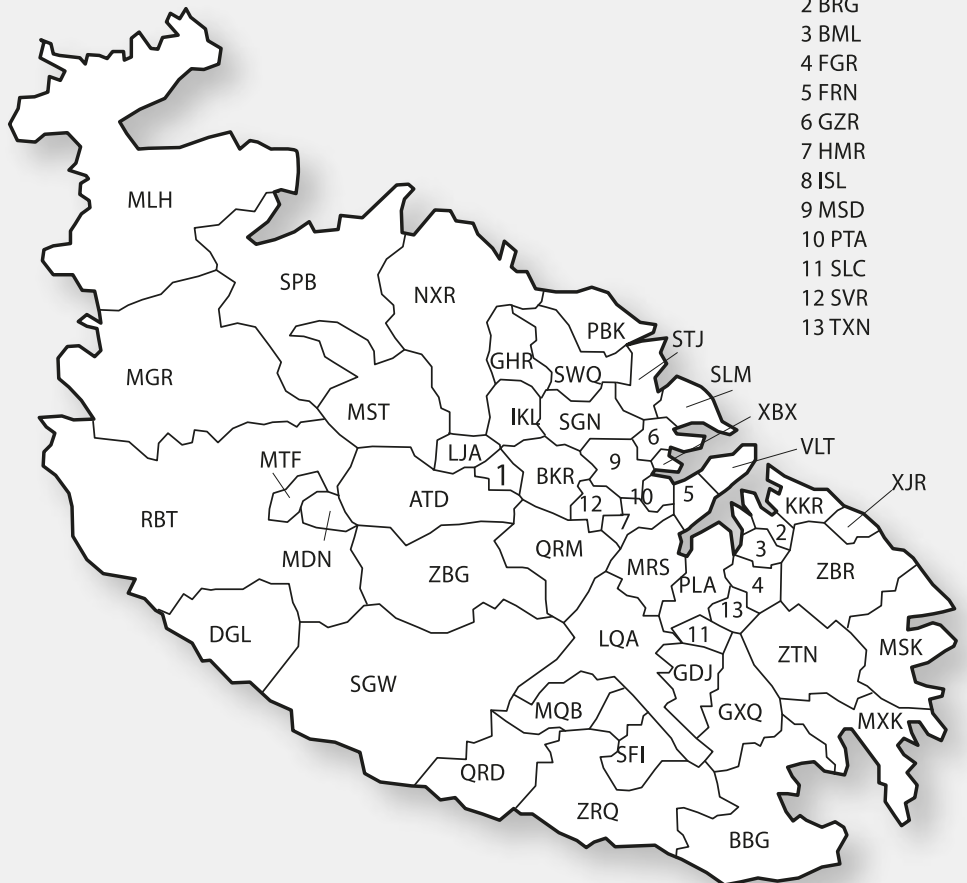 2 BRG
3 BML
4 FGR
5 FRN
6 GZR
7 HMR
8 ISL
9 MSD
10 PTA
11 SLC
12 SVR
13 TXN
MLH
SPB
NXR
PBK
STJ
GHR
SWQ
SLM
MGR
MST
IKL
SGN
XBX
6
LJA
VLT
MTF
1
BKR
9
XJR
RBT
ATD
12
10
5
KKR
7
2
MDN
QRM
3
ZBG
MRS
PLA
4
ZBR
13
DGL
LQA
11
MSK
SGW
GDJ
ZTN
MQB
GXQ
MXK
SFI
QRD
ZRQ
BBG